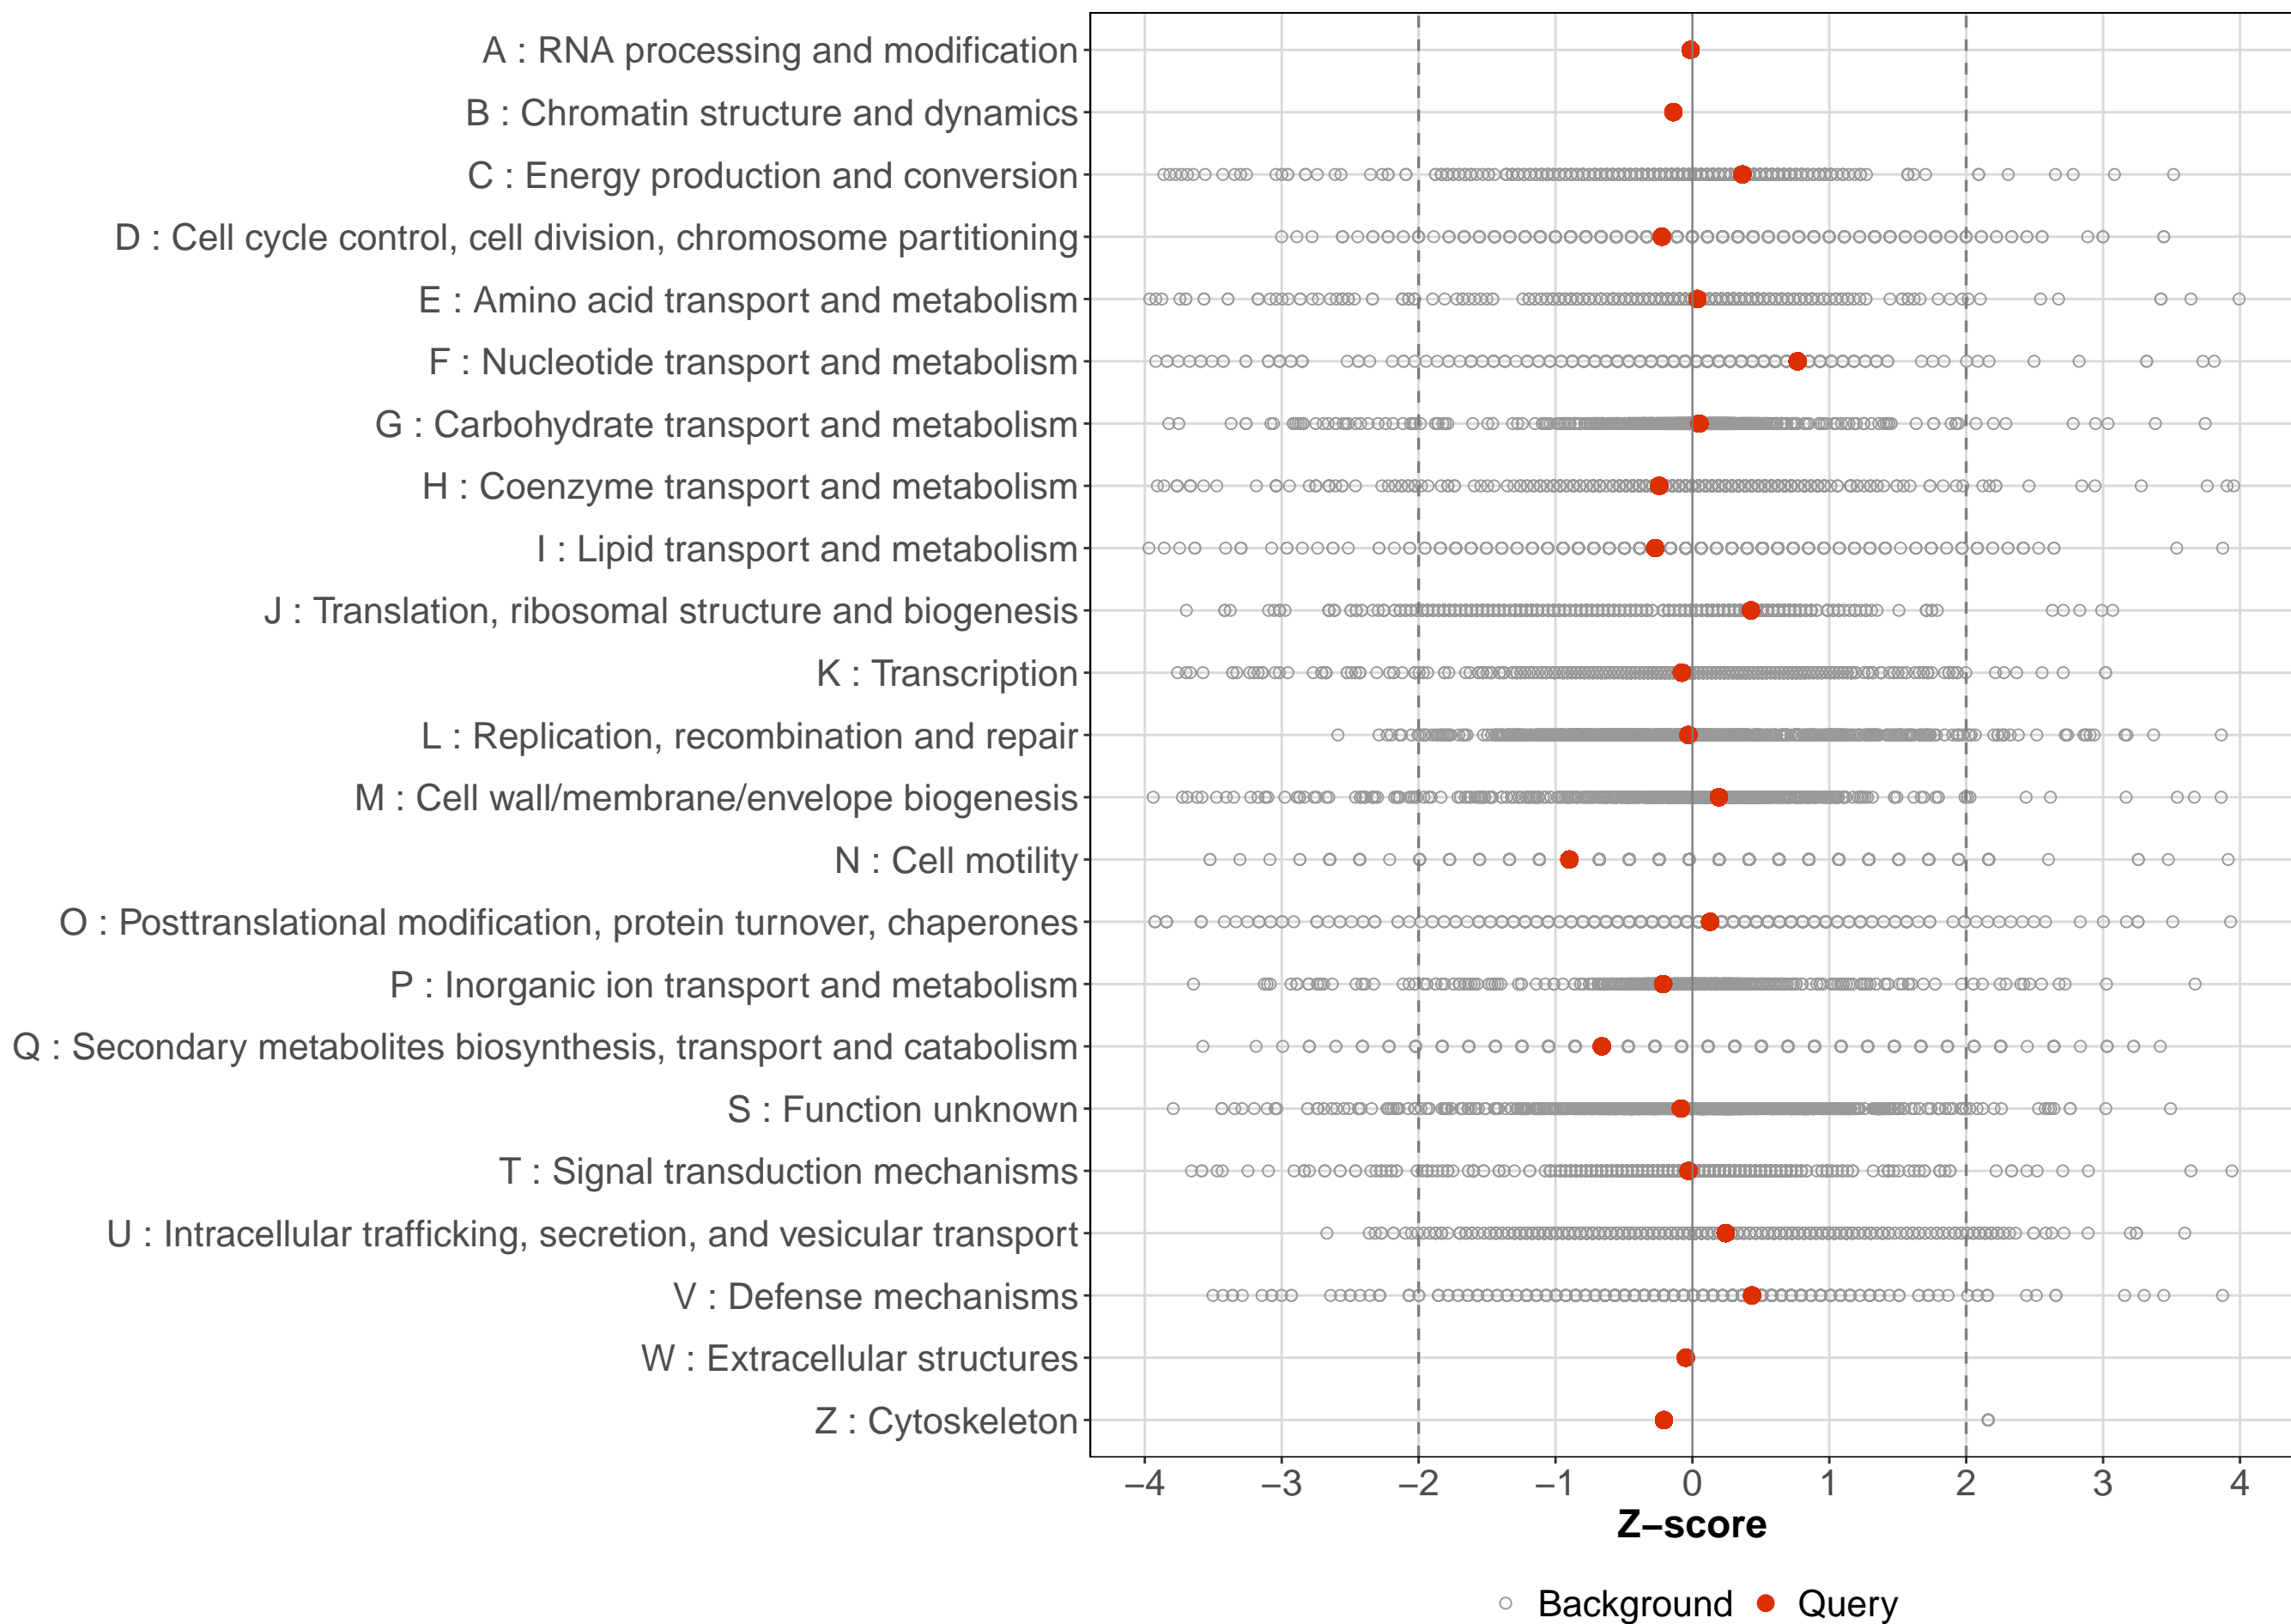 A : RNA processing and modification
B : Chromatin structure and dynamics
C : Energy production and conversion
D : Cell cycle control, cell division, chromosome partitioning
E : Amino acid transport and metabolism
F : Nucleotide transport and metabolism
G : Carbohydrate transport and metabolism
H : Coenzyme transport and metabolism
I : Lipid transport and metabolism
J : Translation, ribosomal structure and biogenesis
K : Transcription
L : Replication, recombination and repair
M : Cell wall/membrane/envelope biogenesis
N : Cell motility
O : Posttranslational modification, protein turnover, chaperones
P : Inorganic ion transport and metabolism
Q : Secondary metabolites biosynthesis, transport and catabolism
S : Function unknown
T : Signal transduction mechanisms
U : Intracellular trafficking, secretion, and vesicular transport
V : Defense mechanisms
W : Extracellular structures
Z : Cytoskeleton
−4 −3 −2 −1 0 1 2 3 4
Z−score
Background Query